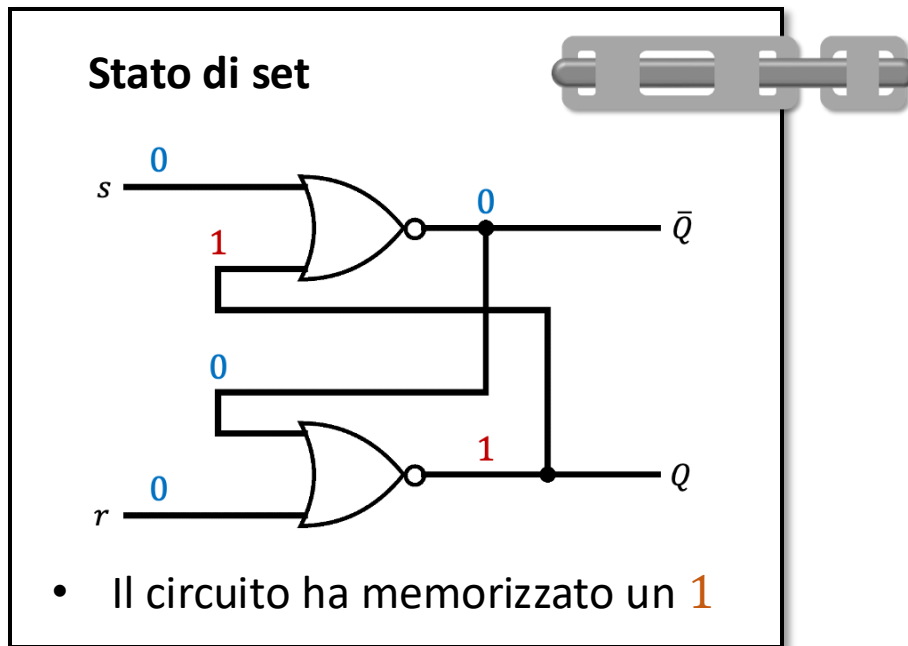 Stato di set
0
s
0
Q̄
1
0
1
Q
0
r
• Il circuito ha memorizzato un 1